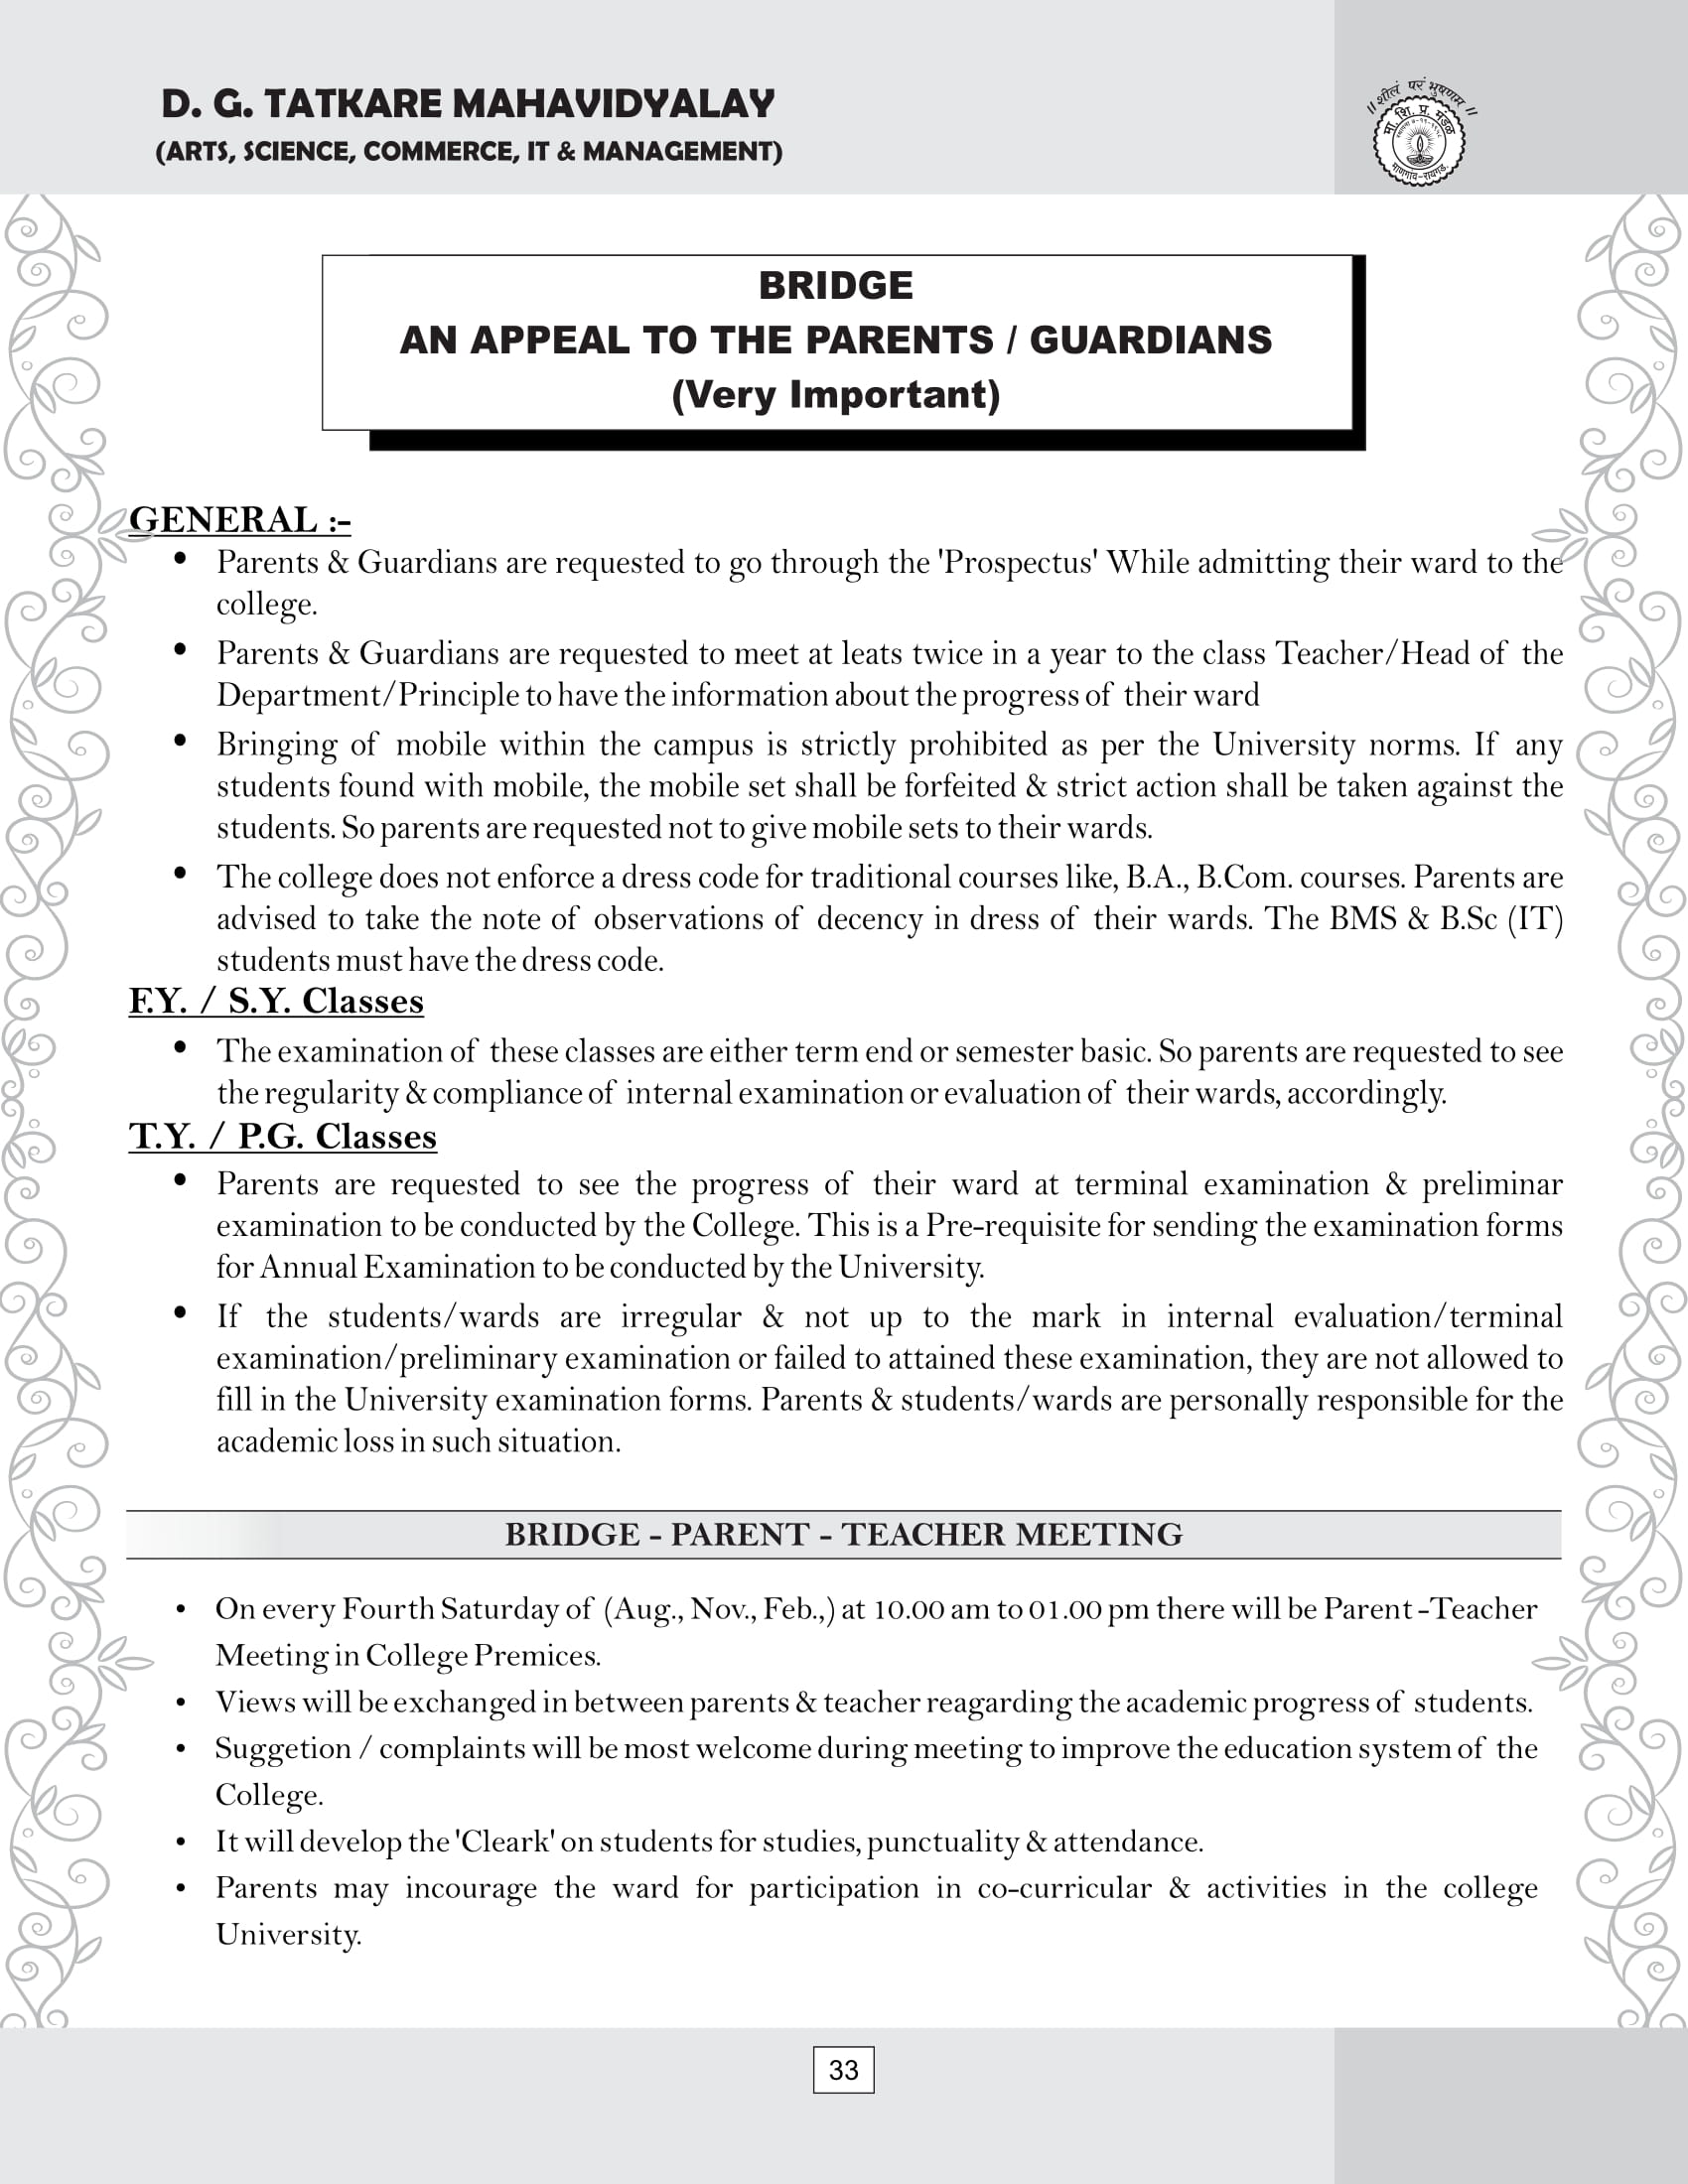 D. G. TATKARE MAHAVIDYALAY
(ARTS, SCIENCE, COMMERCE, IT & MANAGEMENT)
॥ शीलं परं भुषणम ॥
मा. शि. प्र. मंडळ
माणगांव-रायगड.
BRIDGE
AN APPEAL TO THE PARENTS / GUARDIANS
(Very Important)
GENERAL :-
• Parents & Guardians are requested to go through the 'Prospectus' While admitting their ward to the
college.
• Parents & Guardians are requested to meet at leats twice in a year to the class Teacher/Head of the
Department/Principle to have the information about the progress of their ward
• Bringing of mobile within the campus is strictly prohibited as per the University norms. If any
students found with mobile, the mobile set shall be forfeited & strict action shall be taken against the
students. So parents are requested not to give mobile sets to their wards.
• The college does not enforce a dress code for traditional courses like, B.A., B.Com. courses. Parents are
advised to take the note of observations of decency in dress of their wards. The BMS & B.Sc (IT)
students must have the dress code.
F.Y. / S.Y. Classes
• The examination of these classes are either term end or semester basic. So parents are requested to see
the regularity & compliance of internal examination or evaluation of their wards, accordingly.
T.Y. / P.G. Classes
• Parents are requested to see the progress of their ward at terminal examination & preliminar
examination to be conducted by the College. This is a Pre-requisite for sending the examination forms
for Annual Examination to be conducted by the University.
• If the students/wards are irregular & not up to the mark in internal evaluation/terminal
examination/preliminary examination or failed to attained these examination, they are not allowed to
fill in the University examination forms. Parents & students/wards are personally responsible for the
academic loss in such situation.
BRIDGE - PARENT - TEACHER MEETING
• On every Fourth Saturday of (Aug., Nov., Feb.,) at 10.00 am to 01.00 pm there will be Parent -Teacher
Meeting in College Premices.
• Views will be exchanged in between parents & teacher reagarding the academic progress of students.
• Suggetion / complaints will be most welcome during meeting to improve the education system of the
College.
• It will develop the 'Cleark' on students for studies, punctuality & attendance.
• Parents may incourage the ward for participation in co-curricular & activities in the college
University.
33